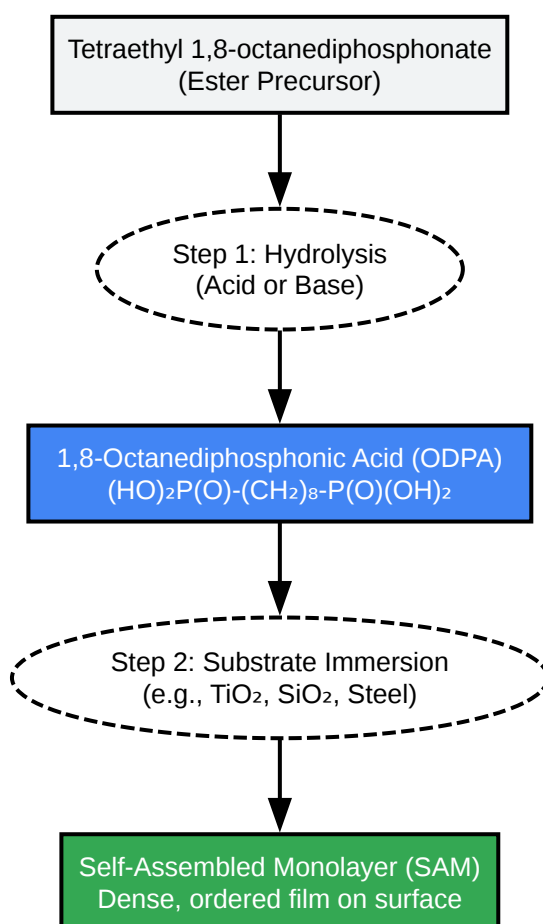 Tetraethyl 1,8-octanediphosphonate
(Ester Precursor)
Step 1: Hydrolysis
(Acid or Base)
1,8-Octanediphosphonic Acid (ODPA)
(HO)₂P(O)-(CH₂)₈-P(O)(OH)₂
Step 2: Substrate Immersion
(e.g., TiO₂, SiO₂, Steel)
Self-Assembled Monolayer (SAM)
Dense, ordered film on surface